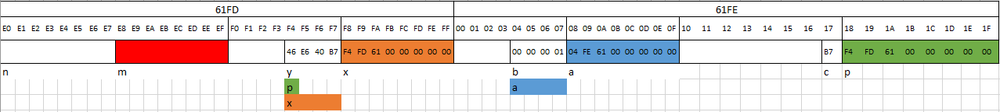 61FD 61FE
E0 E1 E2 E3 E4 E5 E6 E7 E8 E9 EA EB EC ED EE EF F0 F1 F2 F3 F4 F5 F6 F7 F8 F9 FA FB FC FD FE FF 00 01 02 03 04 05 06 07 08 09 0A 0B 0C 0D 0E 0F 10 11 12 13 14 15 16 17 18 19 1A 1B 1C 1D 1E 1F
46 E6 40 B7 F4 FD 61 00 00 00 00 00 00 00 00 01 04 FE 61 00 00 00 00 00 B7 F4 FD 61 00 00 00 00 00
n m y x b a c p
p a
x